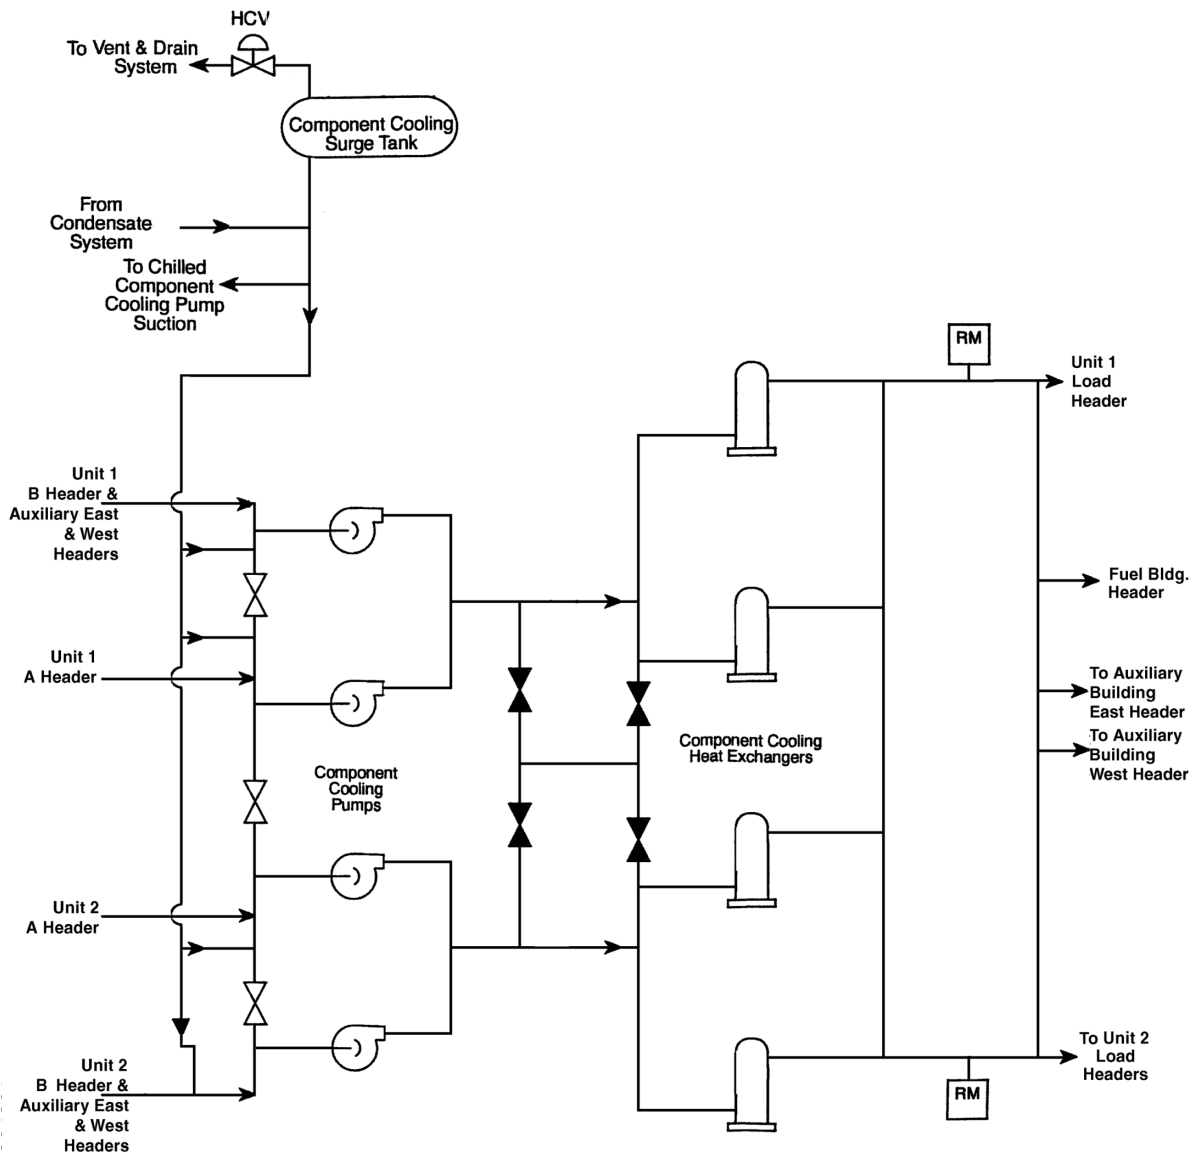 HCV
To Vent & Drain
System
Component Cooling
Surge Tank
From
Condensate
System
To Chilled
Component
Cooling Pump
Suction
RM
Unit 1
Load
Header
Unit 1
B Header &
Auxiliary East
& West
Headers
Fuel Bldg.
Header
Unit 1
A Header
To Auxiliary
Building
East Header
To Auxiliary
Building
West Header
Component Cooling
Heat Exchangers
Component
Cooling
Pumps
Unit 2
A Header
To Unit 2
Load
Headers
Unit 2
B Header &
Auxiliary East
& West
Headers
RM